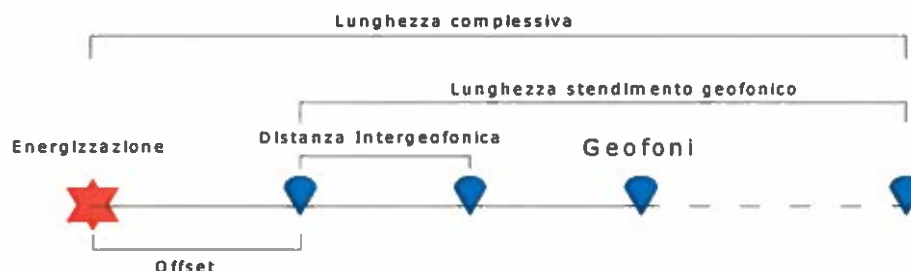 Lunghezza complessiva
Lunghezza stendimento geofonico
Distanza Intergeofonica
Energizzazione
Geofoni
Offset